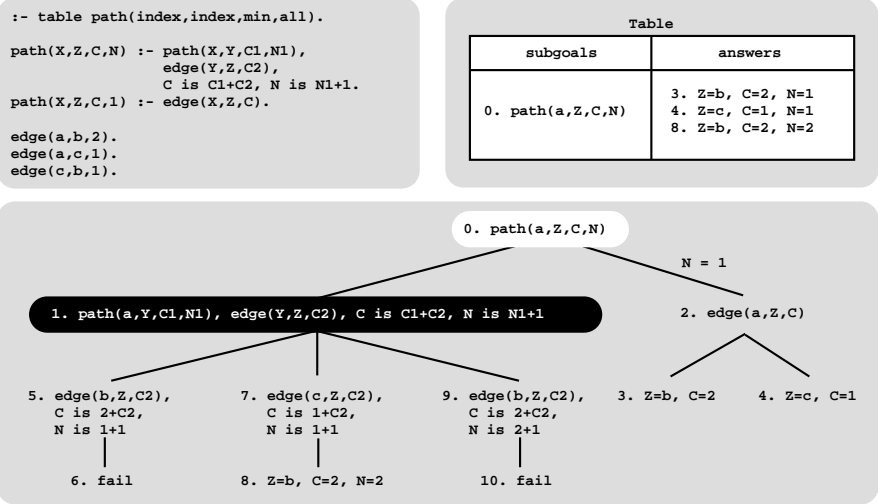 :- table path(index,index,min,all).
path(X,Z,C,N) :- path(X,Y,C1,N1),
edge(Y,Z,C2),
C is C1+C2, N is N1+1.
path(X,Z,C,1) :- edge(X,Z,C).
edge(a,b,2).
edge(a,c,1).
edge(c,b,1).
Table
subgoals answers
0. path(a,Z,C,N)
3. Z=b, C=2, N=1
4. Z=c, C=1, N=1
8. Z=b, C=2, N=2
0. path(a,Z,C,N)
N = 1
1. path(a,Y,C1,N1), edge(Y,Z,C2), C is C1+C2, N is N1+1
2. edge(a,Z,C)
5. edge(b,Z,C2),
C is 2+C2,
N is 1+1
7. edge(c,Z,C2),
C is 1+C2,
N is 1+1
9. edge(b,Z,C2),
C is 2+C2,
N is 2+1
3. Z=b, C=2
4. Z=c, C=1
6. fail
8. Z=b, C=2, N=2
10. fail